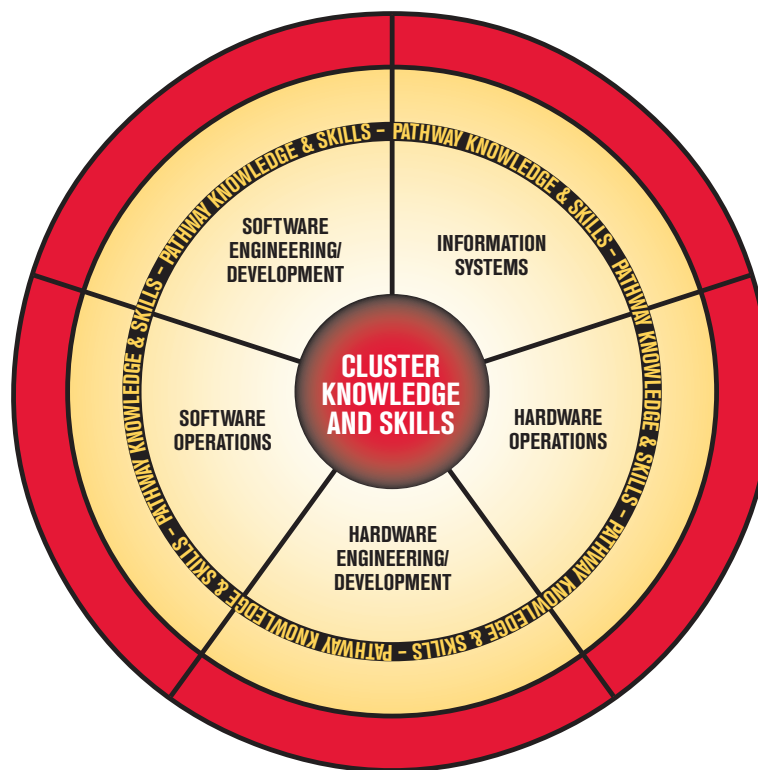 PATHWAY KNOWLEDGE & SKILLS – PATHWAY KNOWLEDGE & SKILLS – PATHWAY KNOWLEDGE & SKILLS – PATHWAY KNOWLEDGE & SKILLS – PATHWAY KNOWLEDGE & SKILLS – PATHWAY KNOWLEDGE & SKILLS –
SOFTWARE
ENGINEERING/
DEVELOPMENT
INFORMATION
SYSTEMS
CLUSTER
KNOWLEDGE
AND SKILLS
SOFTWARE
OPERATIONS
HARDWARE
OPERATIONS
HARDWARE
ENGINEERING/
DEVELOPMENT